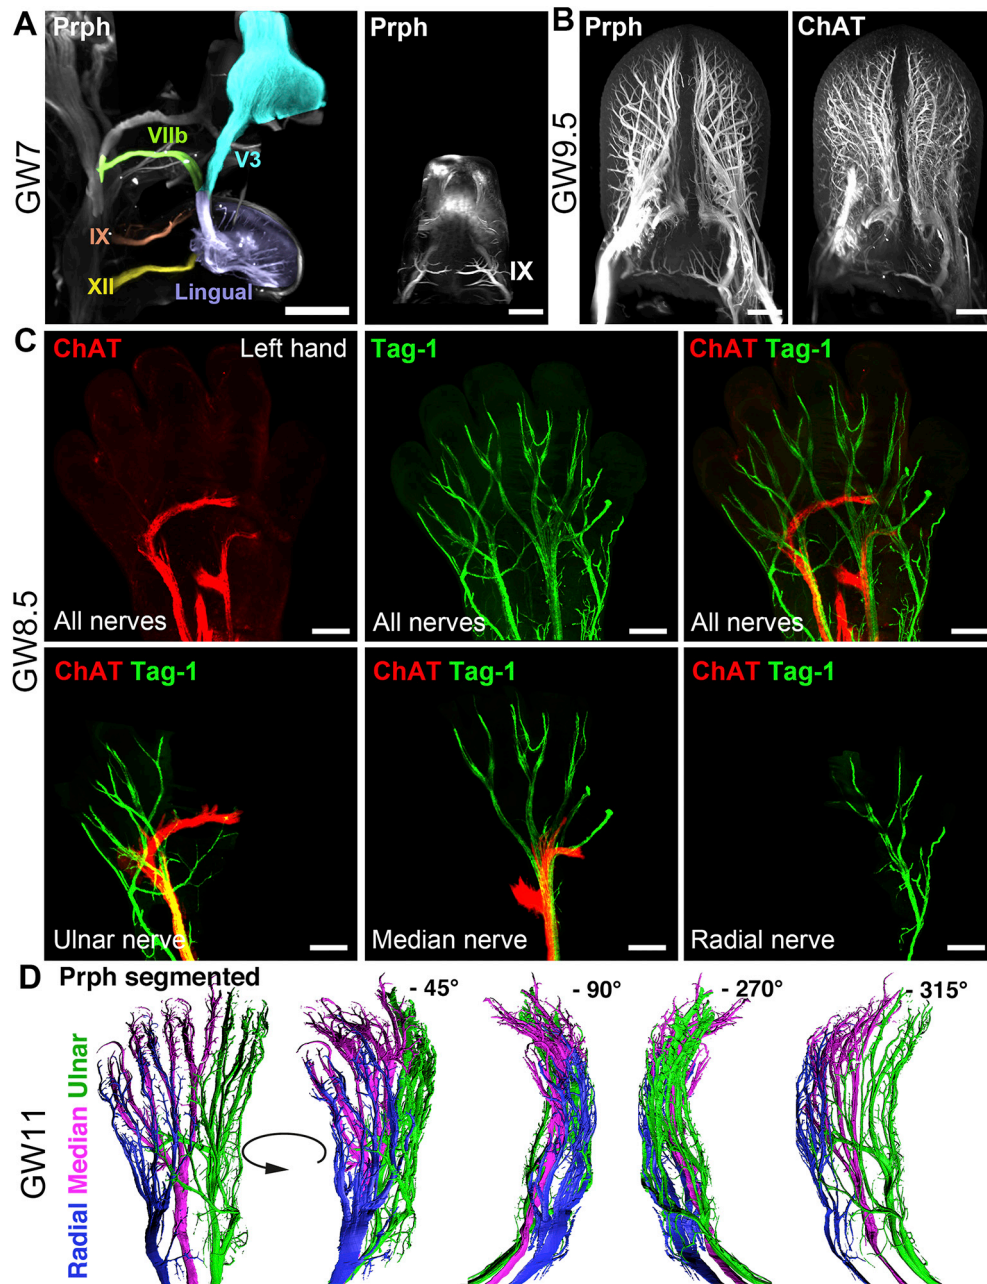 A
Prph
VIIb
V3
IX
XII
Lingual
GW7
Prph
IX
B
Prph
ChAT
GW9.5
C
ChAT
Left hand
All nerves
Tag-1
All nerves
ChAT Tag-1
All nerves
GW8.5
ChAT Tag-1
Ulnar nerve
ChAT Tag-1
Median nerve
ChAT Tag-1
Radial nerve
D
Prph segmented
- 45°
- 90°
- 270°
- 315°
GW11
Radial Median Ulnar